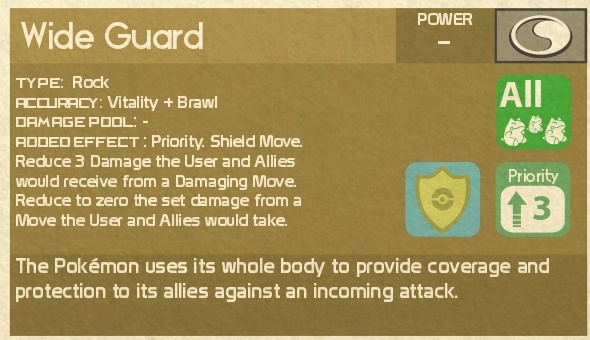 Wide Guard
POWER
–
TYPE: Rock
ACCURACY: Vitality + Brawl
DAMAGE POOL: -
ADDED EFFECT : Priority. Shield Move.
Reduce 3 Damage the User and Allies
would receive from a Damaging Move.
Reduce to zero the set damage from a
Move the User and Allies would take.
All
Priority
3
The Pokémon uses its whole body to provide coverage and
protection to its allies against an incoming attack.